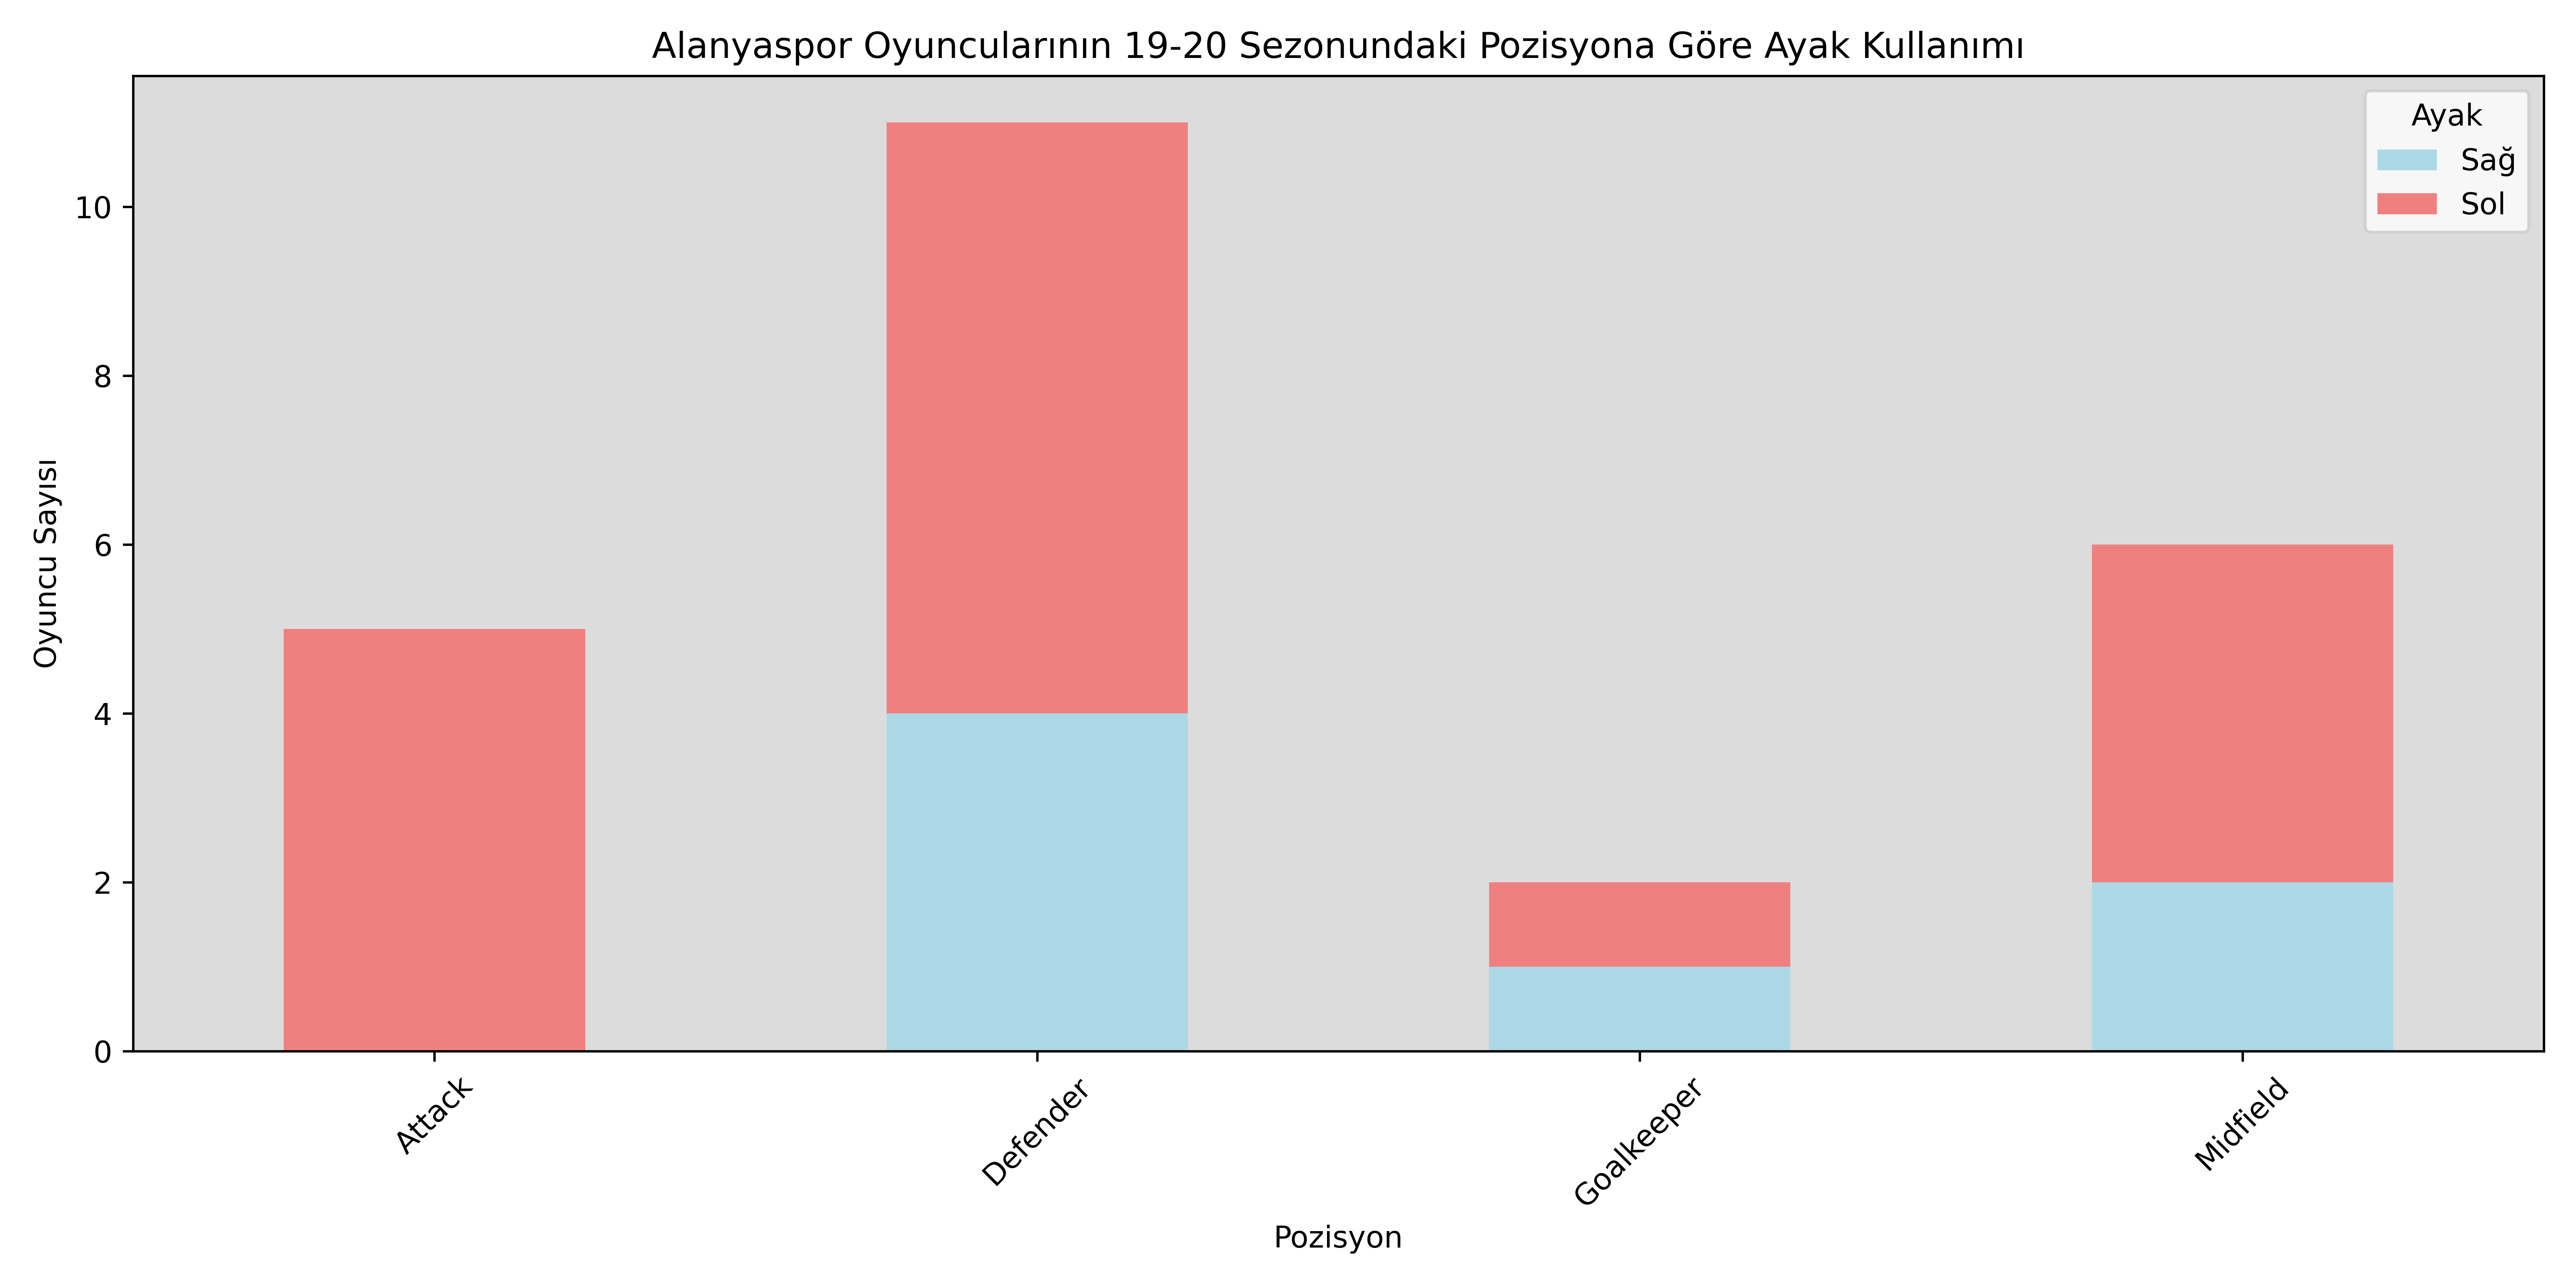 Alanyaspor Oyuncularının 19-20 Sezonundaki Pozisyona Göre Ayak Kullanımı
Ayak
Sağ
Sol
Oyuncu Sayısı
10
8
6
4
2
0
Attack
Defender
Goalkeeper
Midfield
Pozisyon